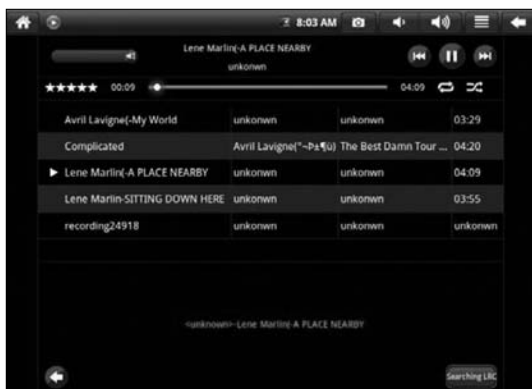 8:03 AM
Lene Marlin(-A PLACE NEARBY
unkonwn
00:09 04:09
Avril Lavigne(-My World unkonwn unkonwn 03:29
Complicated Avril Lavigne("¬Þ±¶ù) The Best Damn Tour ... 04:20
Lene Marlin(-A PLACE NEARBY unkonwn unkonwn 04:09
Lene Marlin-SITTING DOWN HERE unkonwn unkonwn 03:55
recording24918 unkonwn unkonwn unkonwn
<unknown>-Lene Marlin(-A PLACE NEARBY
Searching LRC